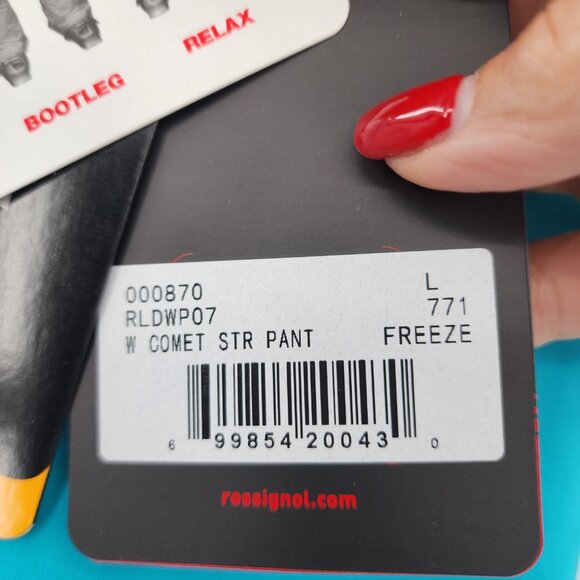 BOOTLEG
RELAX
000870 L
RLDWP07 771
W COMET STR PANT FREEZE
6 99854 20043 0
rossignol.com